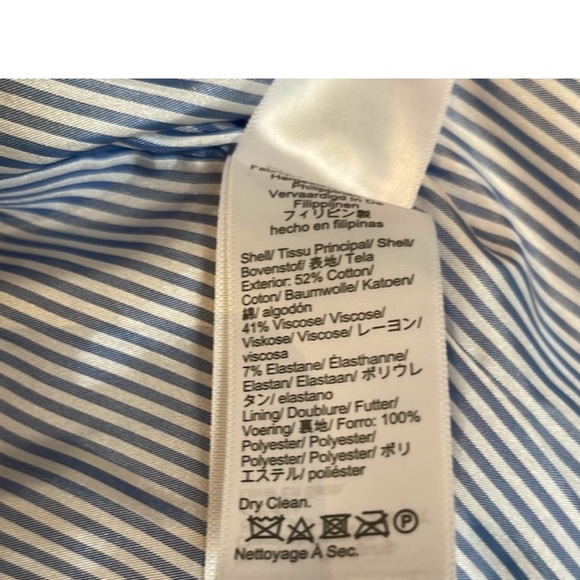 Philippin
Vervaardigd In De
Filippijnen
フィリピン製
hecho en filipinas
Shell/ Tissu Principal/ Shell/
Bovenstof/ 表地/ Tela
Exterior: 52% Cotton/
Coton/ Baumwolle/ Katoen/
綿/ algodón
41% Viscose/ Viscose/
Viskose/ Viscose/ レーヨン/
viscosa
7% Elastane/ Élasthanne/
Elastan/ Elastaan/ ポリウレ
タン/ elastano
Lining/ Doublure/ Futter/
Voering/ 裏地/ Forro: 100%
Polyester/ Polyester/
Polyester/ Polyester/ ポリ
エステル/ poliéster
Dry Clean.
P
Nettoyage À Sec.